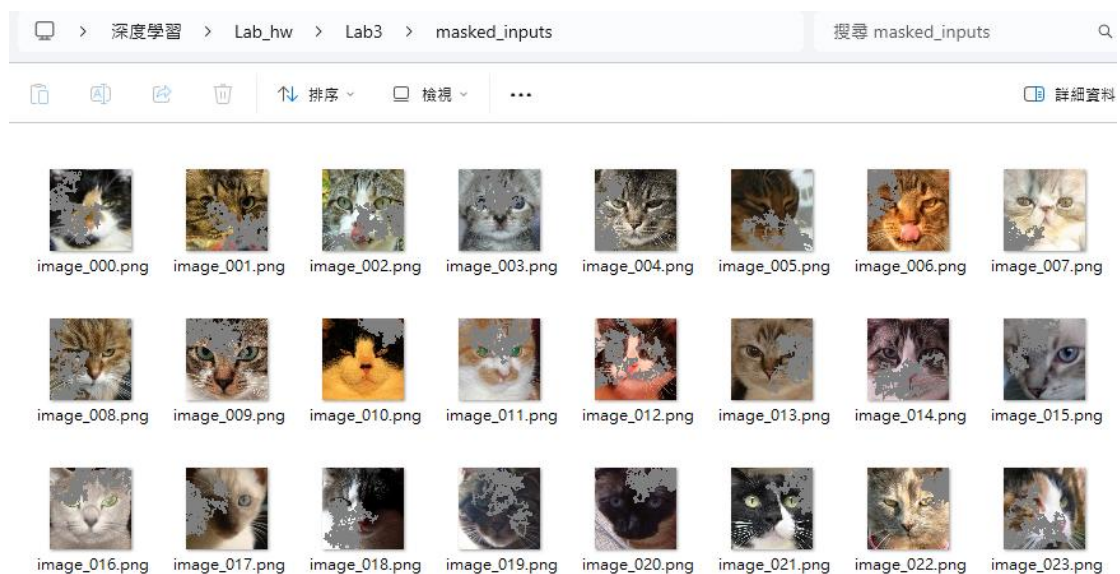 深度學習 > Lab_hw > Lab3 > masked_inputs 搜尋 masked_inputs
排序 檢視 ... 詳細資料
image_000.png image_001.png image_002.png image_003.png image_004.png image_005.png image_006.png image_007.png
image_008.png image_009.png image_010.png image_011.png image_012.png image_013.png image_014.png image_015.png
image_016.png image_017.png image_018.png image_019.png image_020.png image_021.png image_022.png image_023.png